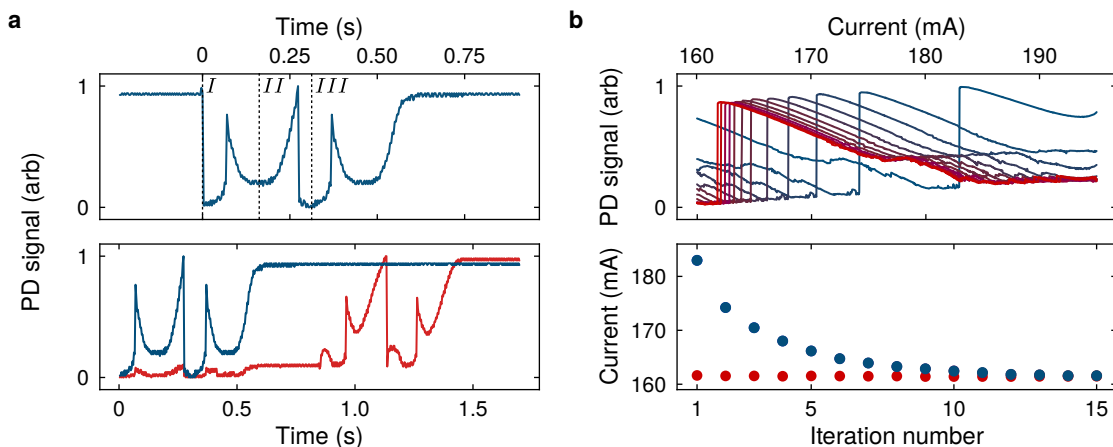 a
Time (s)
0 0.25 0.50 0.75
1
0
I II III
PD signal (arb)
1
0
0 0.5 1.0 1.5
Time (s)
b
Current (mA)
160 170 180 190
1
0
PD signal (arb)
180
170
160
Current (mA)
1 5 10 15
Iteration number